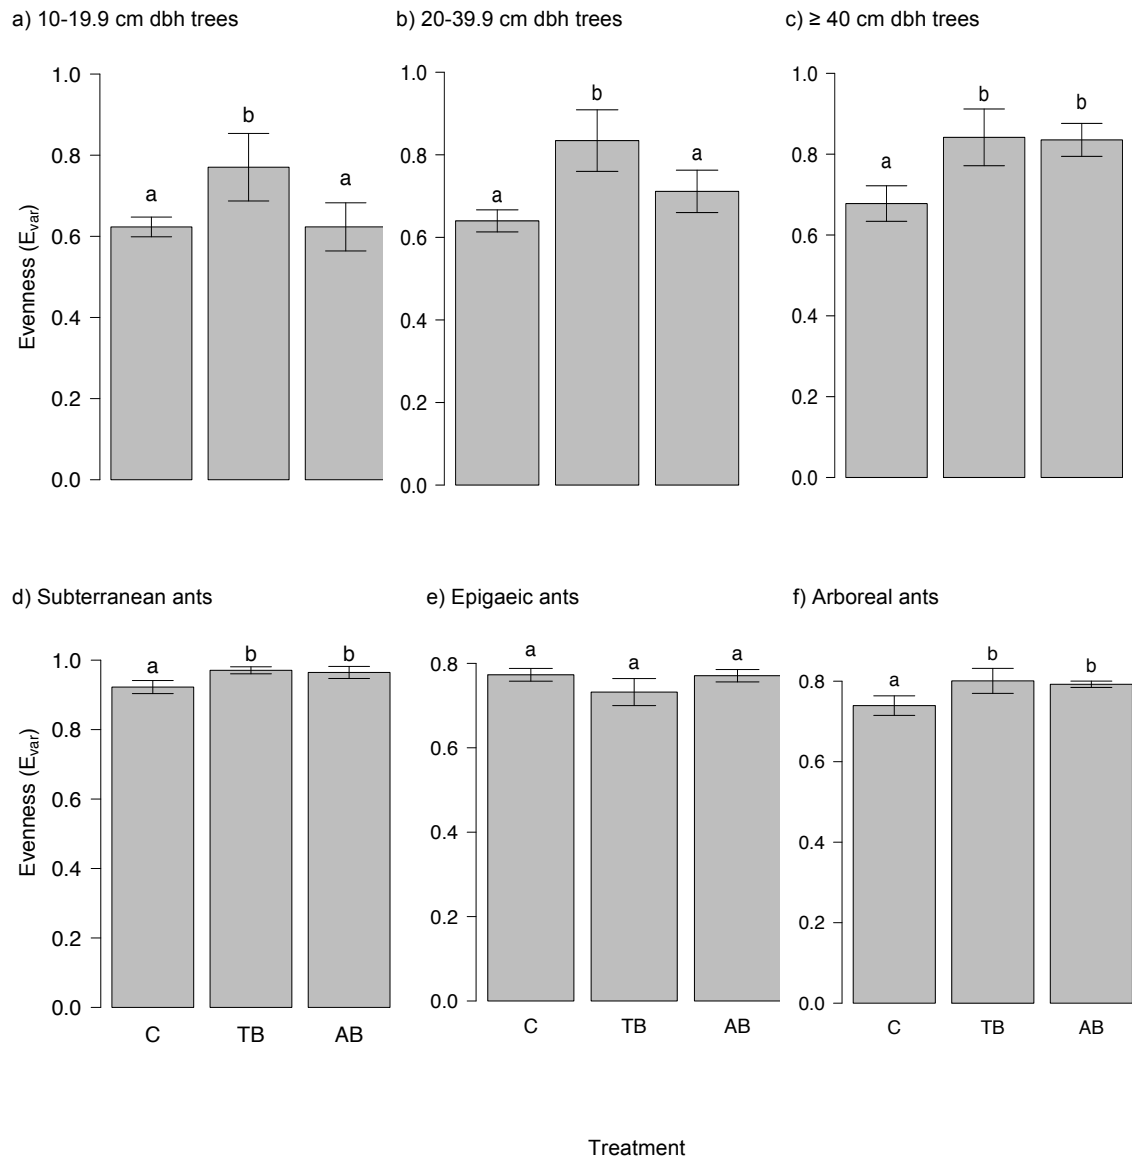 a) 10-19.9 cm dbh trees
b) 20-39.9 cm dbh trees
c) ≥ 40 cm dbh trees
Evenness (Evar)
1.0
0.8
0.6
0.4
0.2
0.0
a
b
a
1.0
0.8
0.6
0.4
0.2
0.0
a
b
a
1.0
0.8
0.6
0.4
0.2
0.0
a
b
b
d) Subterranean ants
e) Epigaeic ants
f) Arboreal ants
Evenness (Evar)
1.0
0.8
0.6
0.4
0.2
0.0
a
b
b
C TB AB
0.8
0.6
0.4
0.2
0.0
a
a
a
C TB AB
0.8
0.6
0.4
0.2
0.0
a
b
b
C TB AB
Treatment